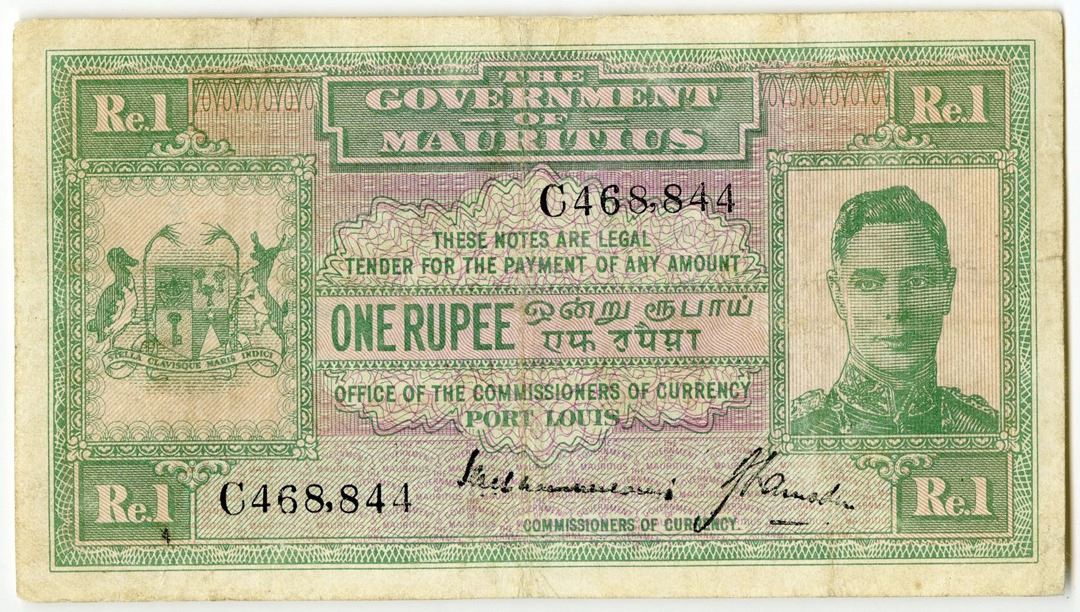 THE
GOVERNMENT
OF
MAURITIUS
Re.1
Re.1
C468,844
THESE NOTES ARE LEGAL
TENDER FOR THE PAYMENT OF ANY AMOUNT
ONE RUPEE
ஒன்று ரூபாய்
एक रुपैया
STELLA CLAVISQUE MARIS INDICI
OFFICE OF THE COMMISSIONERS OF CURRENCY
PORT LOUIS
Re.1
C468,844
COMMISSIONERS OF CURRENCY
Re.1
4